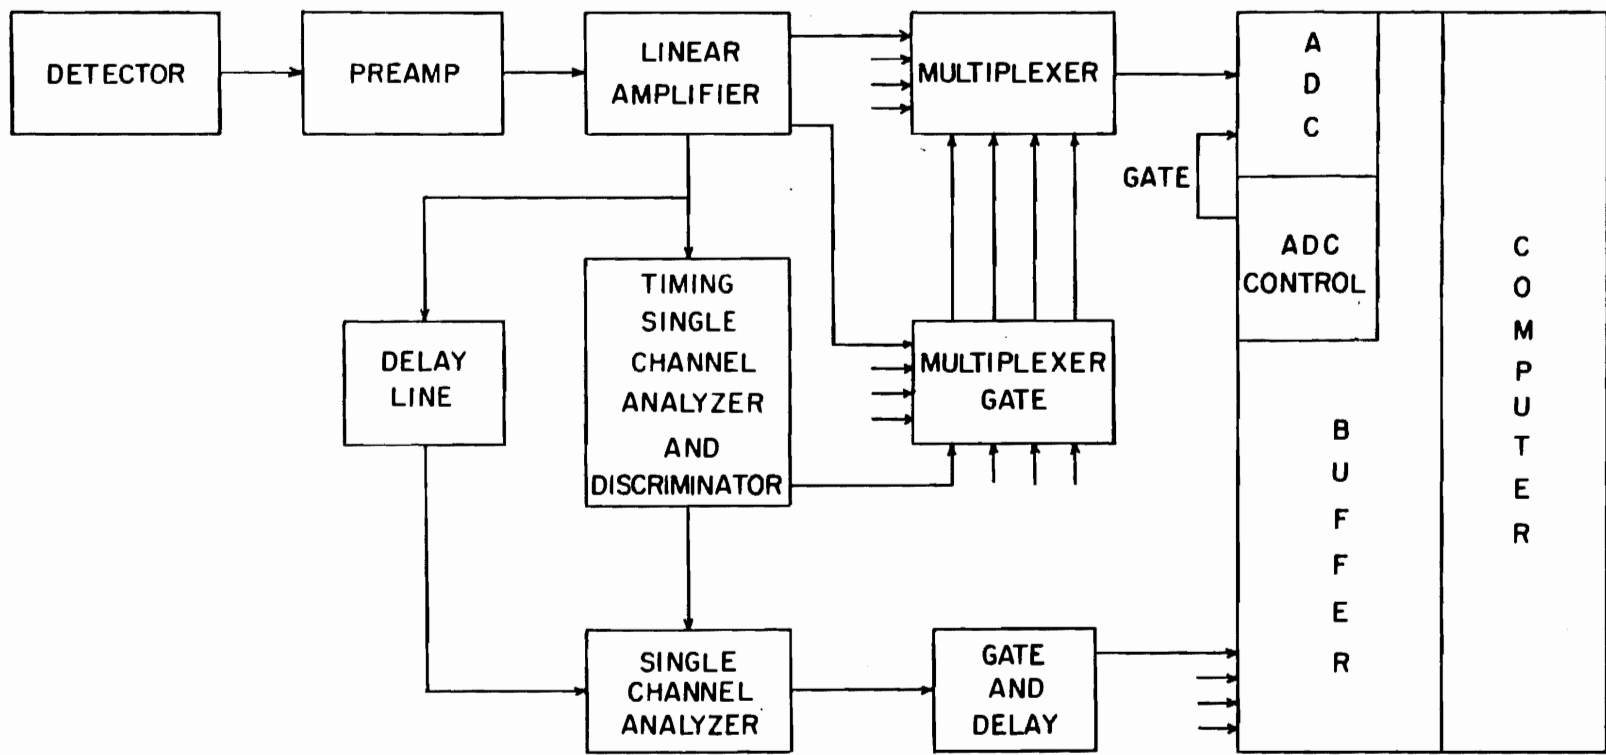 DETECTOR
PREAMP
LINEAR
AMPLIFIER
MULTIPLEXER
A
D
C
GATE
ADC
CONTROL
DELAY
LINE
TIMING
SINGLE
CHANNEL
ANALYZER
AND
DISCRIMINATOR
MULTIPLEXER
GATE
SINGLE
CHANNEL
ANALYZER
GATE
AND
DELAY
B
U
F
F
E
R
C
O
M
P
U
T
E
R